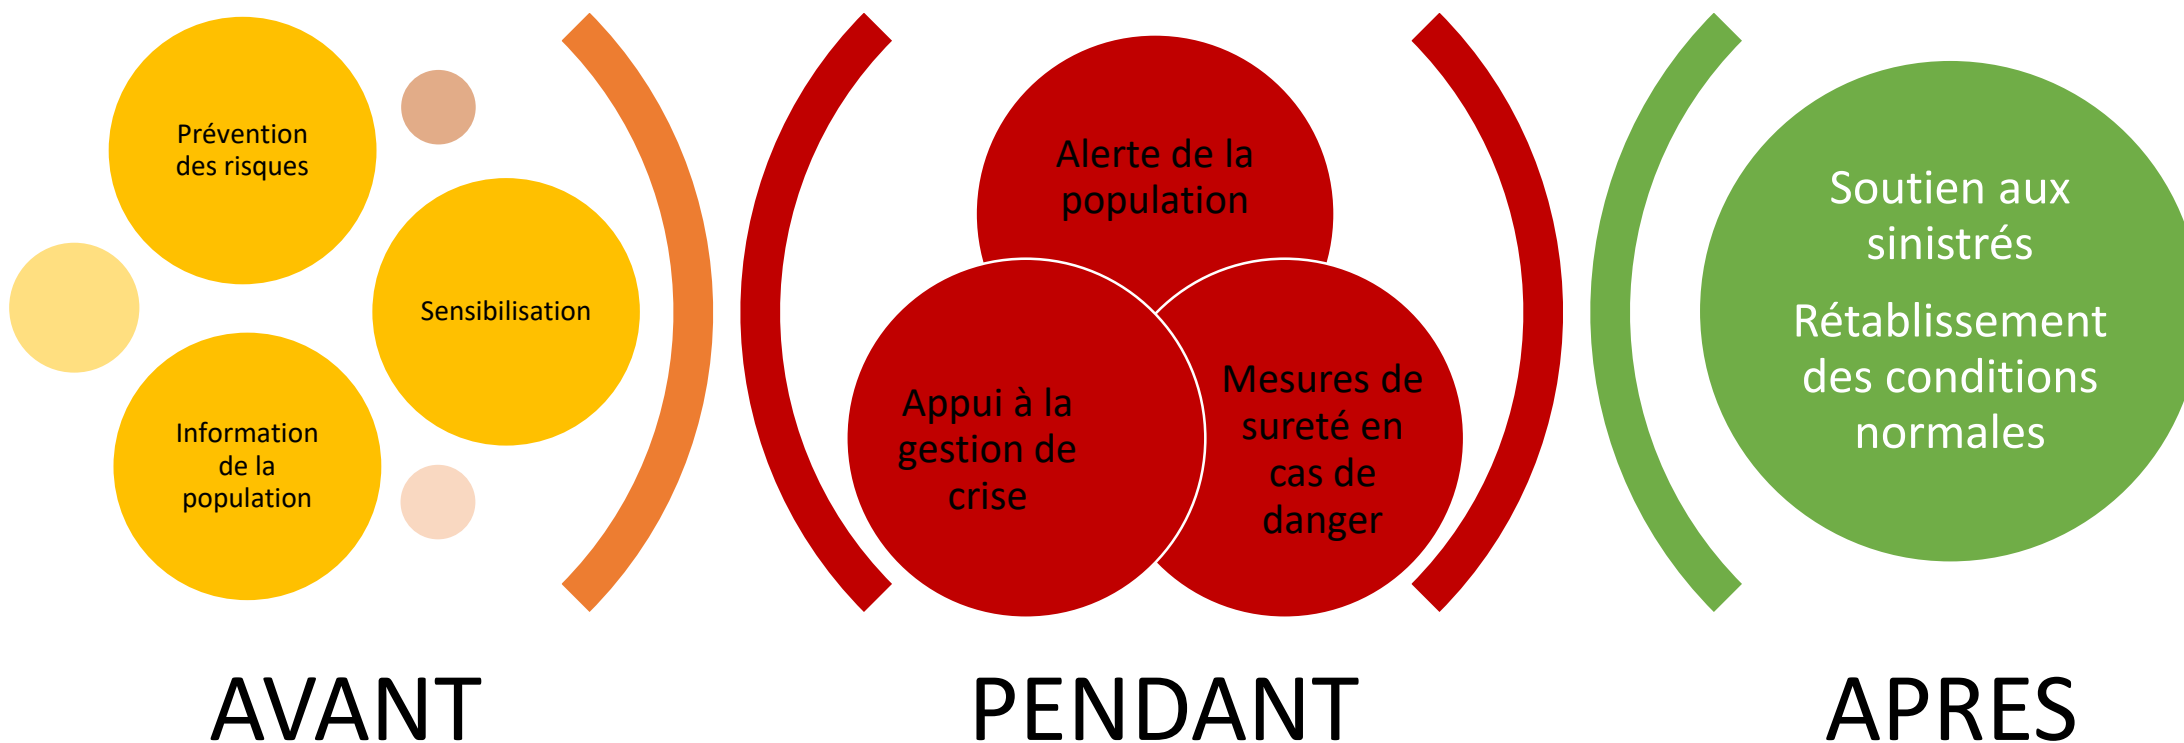 Prévention
des risques
Sensibilisation
Information
de la
population
AVANT
Alerte de la
population
Appui à la
gestion de
crise
Mesures de
sureté en
cas de
danger
PENDANT
Soutien aux
sinistrés
Rétablissement
des conditions
normales
APRES